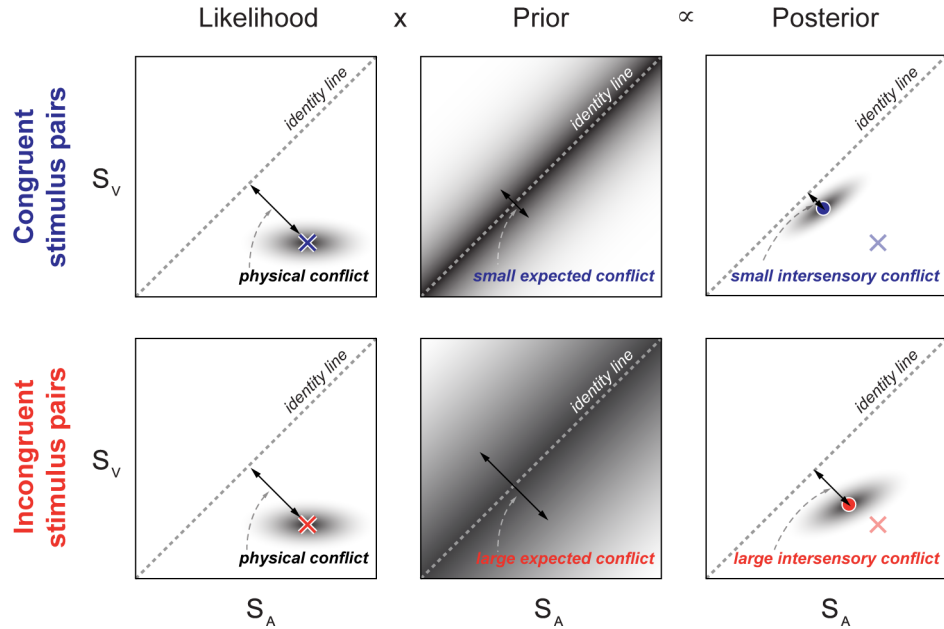 Likelihood x Prior ∝ Posterior
Congruent
stimulus pairs
S_V
identity line
physical conflict
identity line
small expected conflict
identity line
small intersensory conflict
Incongruent
stimulus pairs
S_V
identity line
physical conflict
identity line
large expected conflict
identity line
large intersensory conflict
S_A S_A S_A